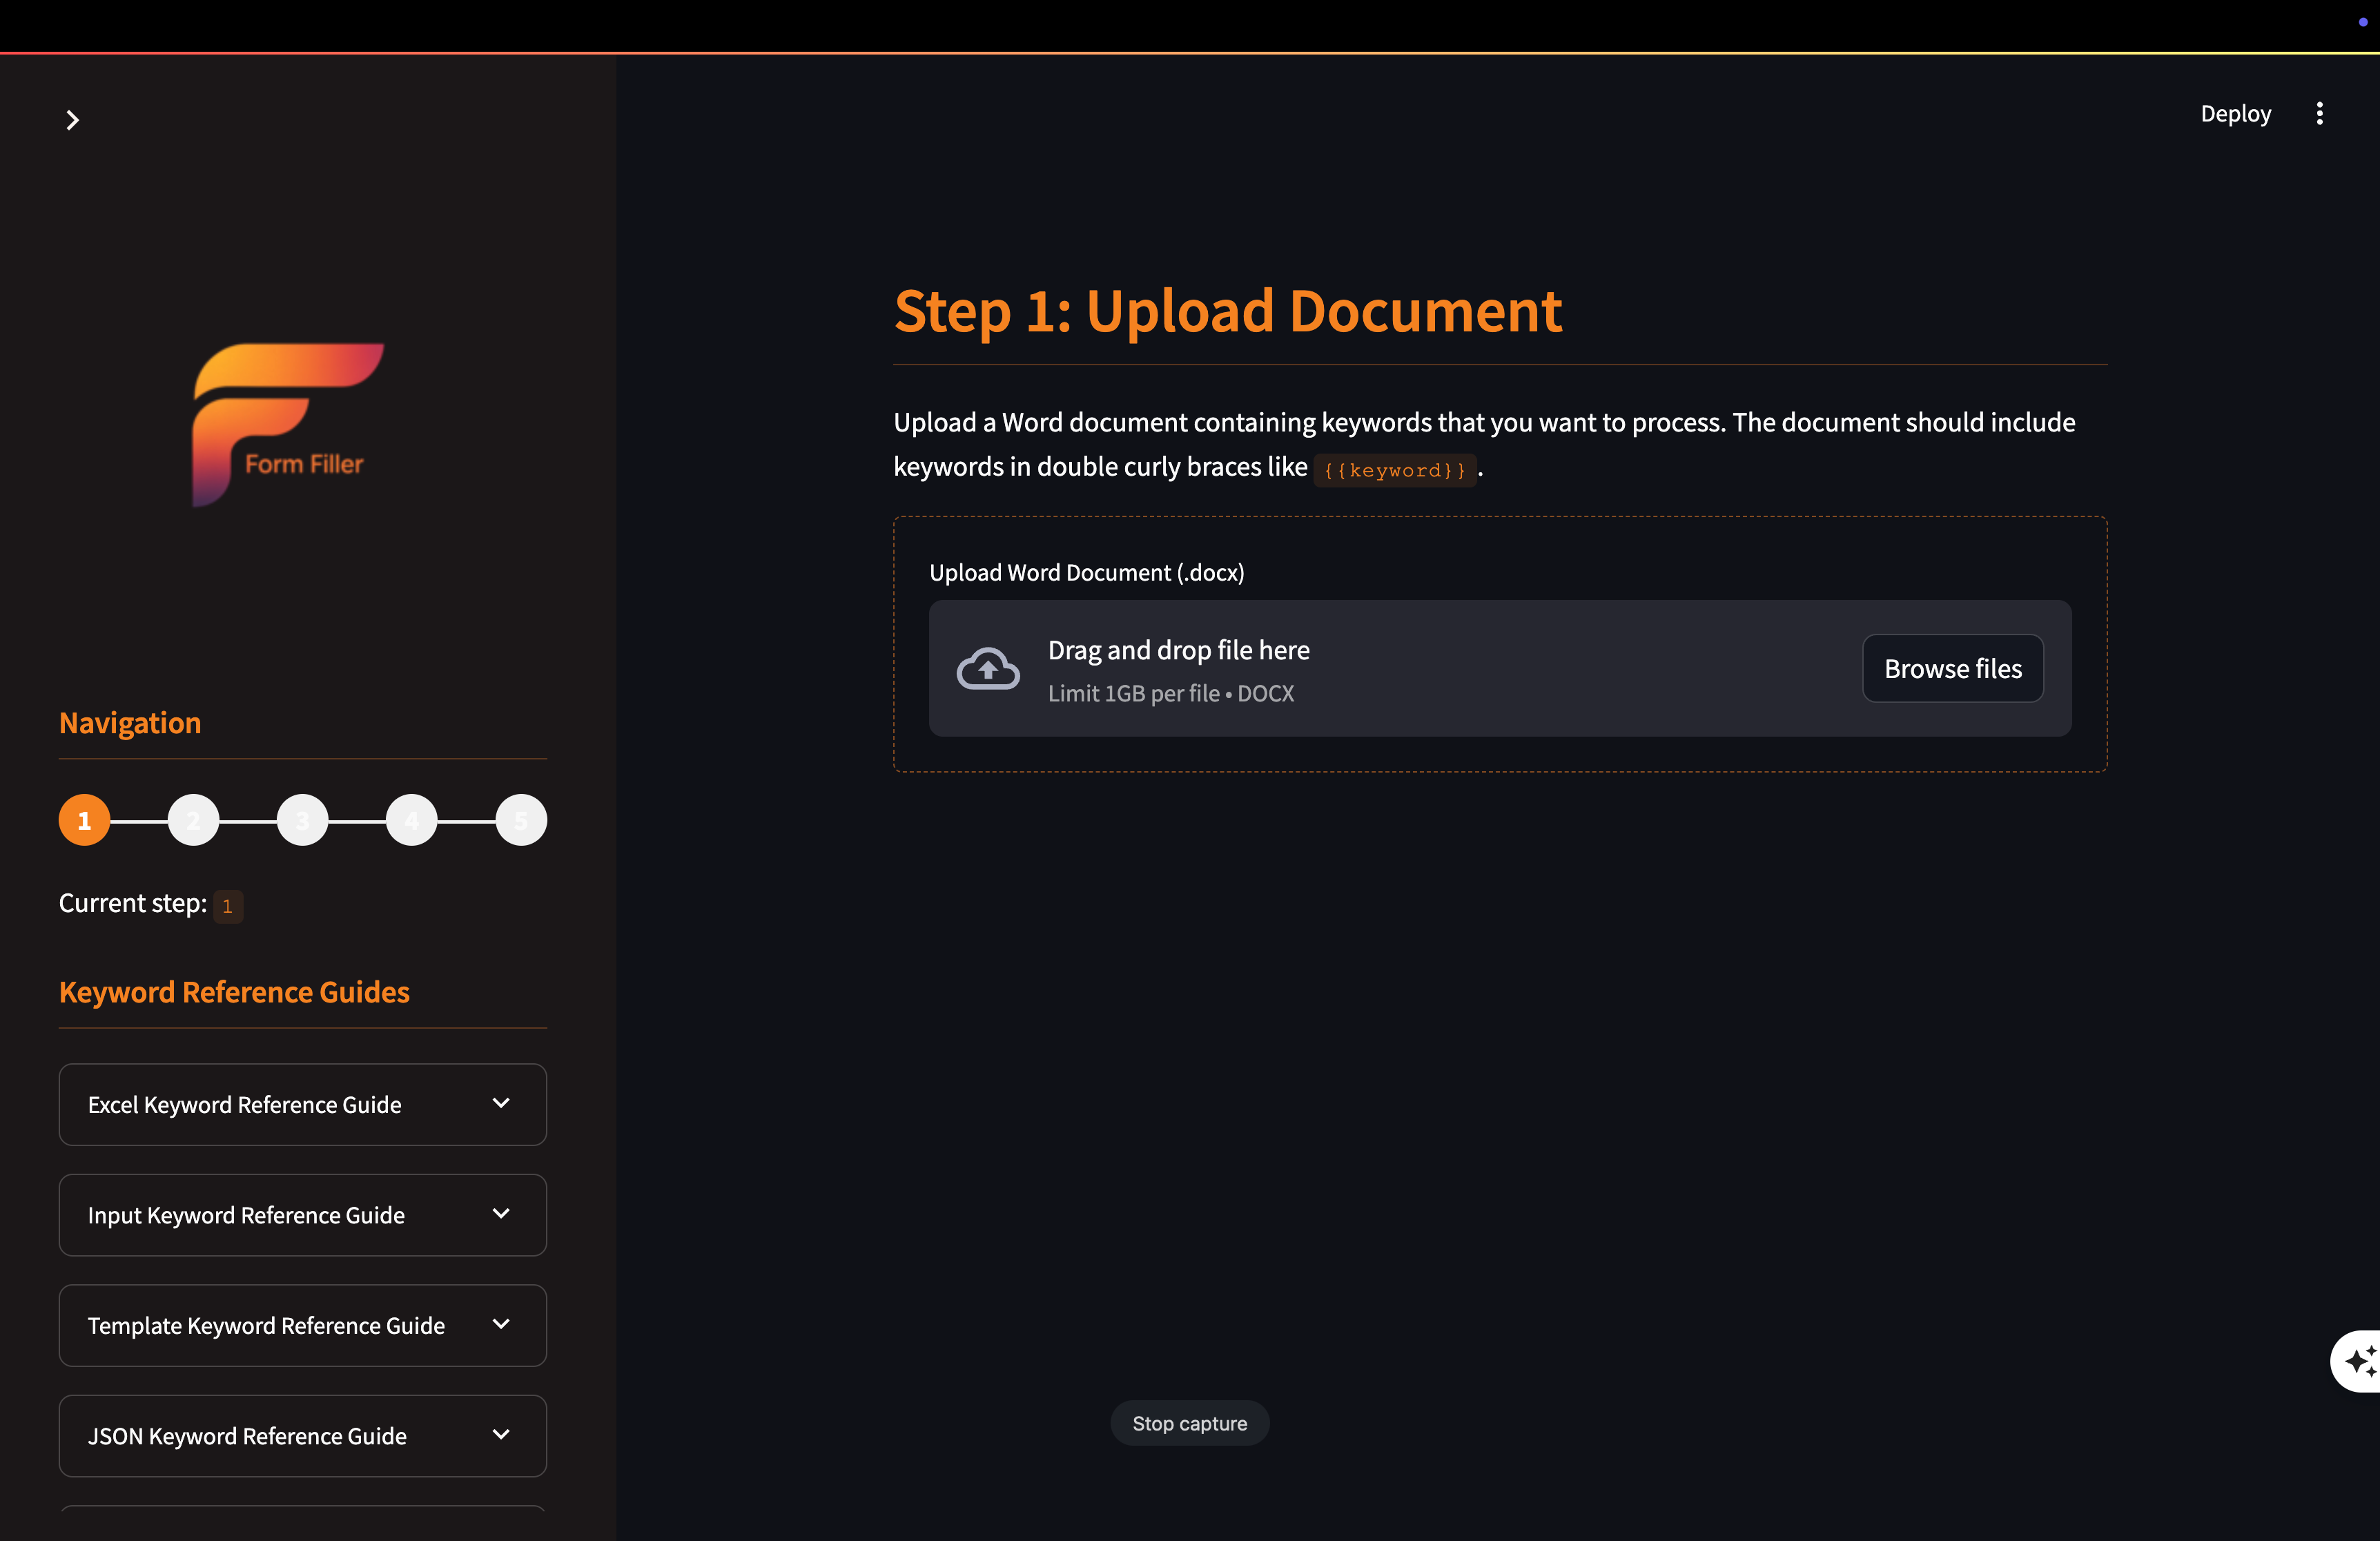 Deploy
Form Filler
Navigation
1 2 3 4 5
Current step: 1
Keyword Reference Guides
Excel Keyword Reference Guide
Input Keyword Reference Guide
Template Keyword Reference Guide
JSON Keyword Reference Guide
Step 1: Upload Document
Upload a Word document containing keywords that you want to process. The document should include
keywords in double curly braces like {{keyword}}.
Upload Word Document (.docx)
Drag and drop file here
Limit 1GB per file • DOCX
Browse files
Stop capture